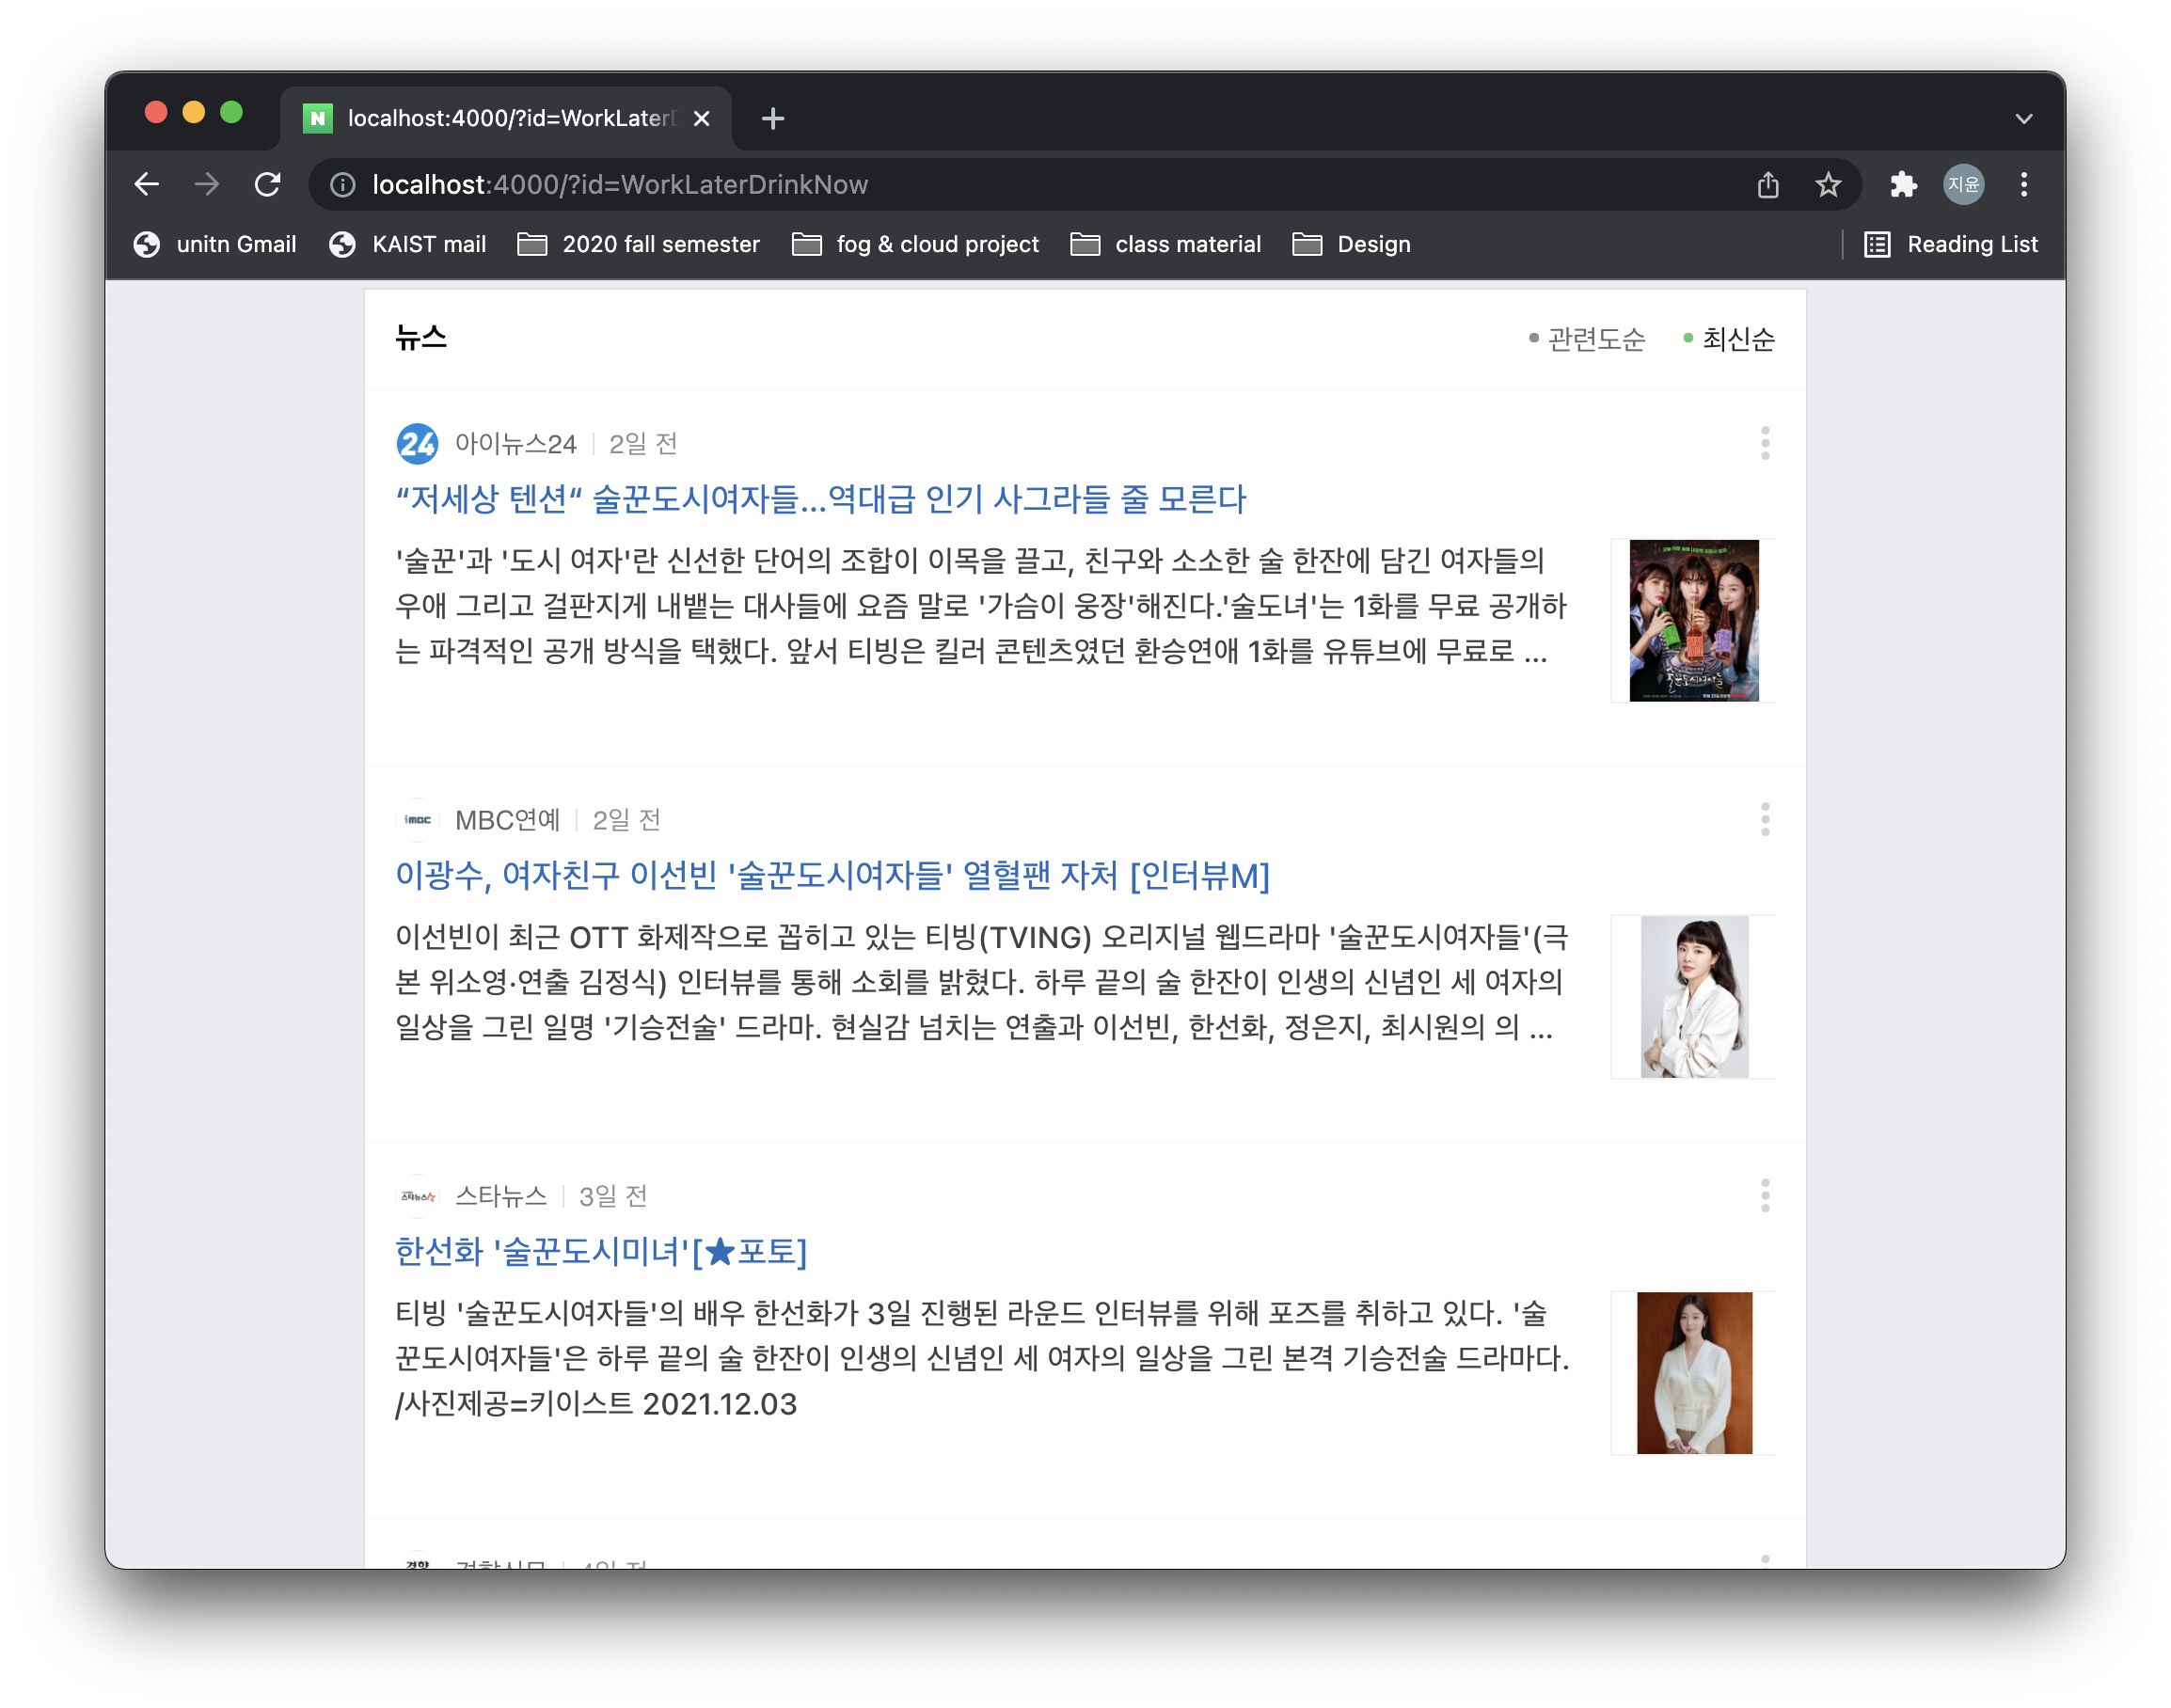 localhost:4000/?id=WorkLater
localhost:4000/?id=WorkLaterDrinkNow
지윤
unitn Gmail
KAIST mail
2020 fall semester
fog & cloud project
class material
Design
Reading List
뉴스
관련도순
최신순
24
아이뉴스24
2일 전
“저세상 텐션“ 술꾼도시여자들...역대급 인기 사그라들 줄 모른다
'술꾼'과 '도시 여자'란 신선한 단어의 조합이 이목을 끌고, 친구와 소소한 술 한잔에 담긴 여자들의
우애 그리고 걸판지게 내뱉는 대사들에 요즘 말로 '가슴이 웅장'해진다.'술도녀'는 1화를 무료 공개하
는 파격적인 공개 방식을 택했다. 앞서 티빙은 킬러 콘텐츠였던 환승연애 1화를 유튜브에 무료로 ...
술꾼도시여자들
iMBC
MBC연예
2일 전
이광수, 여자친구 이선빈 '술꾼도시여자들' 열혈팬 자처 [인터뷰M]
이선빈이 최근 OTT 화제작으로 꼽히고 있는 티빙(TVING) 오리지널 웹드라마 '술꾼도시여자들'(극
본 위소영·연출 김정식) 인터뷰를 통해 소회를 밝혔다. 하루 끝의 술 한잔이 인생의 신념인 세 여자의
일상을 그린 일명 '기승전술' 드라마. 현실감 넘치는 연출과 이선빈, 한선화, 정은지, 최시원의 의 ...
스타뉴스
스타뉴스
3일 전
한선화 '술꾼도시미녀'[★포토]
티빙 '술꾼도시여자들'의 배우 한선화가 3일 진행된 라운드 인터뷰를 위해 포즈를 취하고 있다. '술
꾼도시여자들'은 하루 끝의 술 한잔이 인생의 신념인 세 여자의 일상을 그린 본격 기승전술 드라마다.
/사진제공=키이스트 2021.12.03